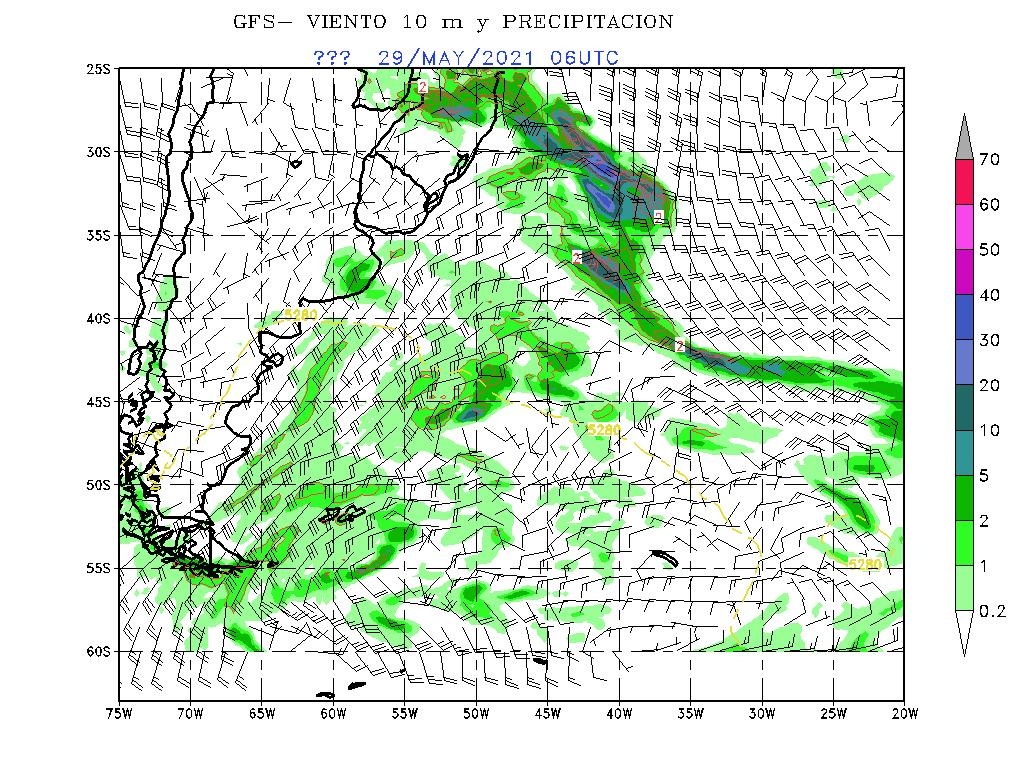 GFS— VIENTO 10 m y PRECIPITACION
??? 29/MAY/2021 06UTC
25S
30S
35S
40S
45S
50S
55S
60S
75W 70W 65W 60W 55W 50W 45W 40W 35W 30W 25W 20W
2
2
2
2
5280
5280
5280
70
60
50
40
30
20
10
5
2
1
0.2